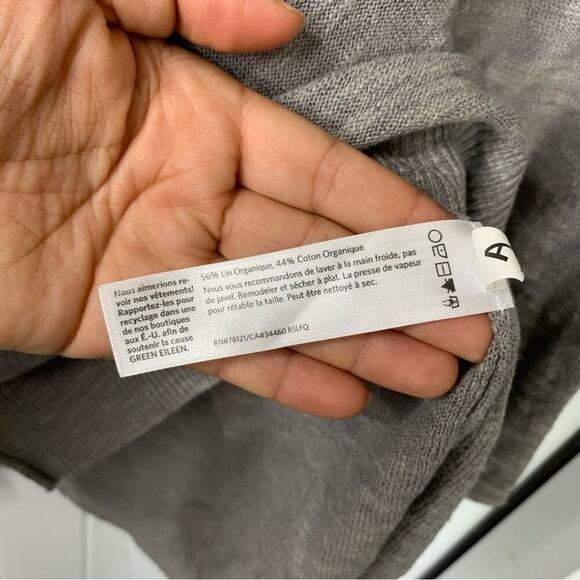 Nous aimerions re-
voir nos vêtements!
Rapportez-les pour
recyclage dans une
de nos boutiques
aux É.-U. afin de
soutenir la cause
GREEN EILEEN.
56% Lin Organique, 44% Coton Organique
Nous vous recommandons de laver à la main froide, pas
de javel. Remodeler et sécher à plat. La presse de vapeur
pour rétablir la taille. Peut être nettoyé à sec.
RN#78121/CA#34460 R5LFQ
A